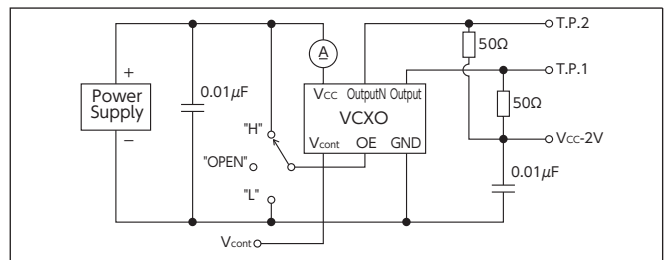 T.P.2
50Ω
T.P.1
A
50Ω
+
0.01μF
Power
Supply
−
Vcc OutputN Output
VCXO
Vcont OE GND
"H"
"OPEN"
"L"
Vcc-2V
0.01μF
Vcont